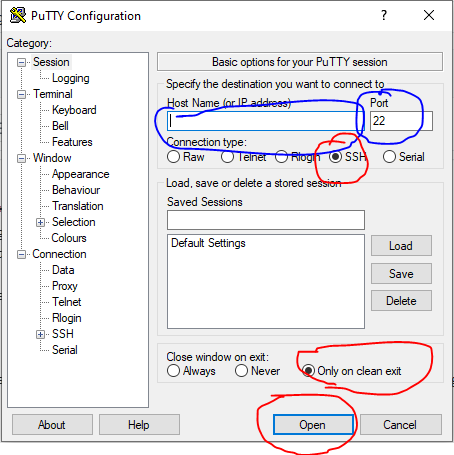 PuTTY Configuration
?
Category:
Session
Logging
Terminal
Keyboard
Bell
Features
Window
Appearance
Behaviour
Translation
Selection
Colours
Connection
Data
Proxy
Telnet
Rlogin
SSH
Serial
Basic options for your PuTTY session
Specify the destination you want to connect to
Host Name (or IP address) Port
22
Connection type:
Raw Telnet Rlogin SSH Serial
Load, save or delete a stored session
Saved Sessions
Default Settings
Load
Save
Delete
Close window on exit:
Always Never Only on clean exit
About Help Open Cancel